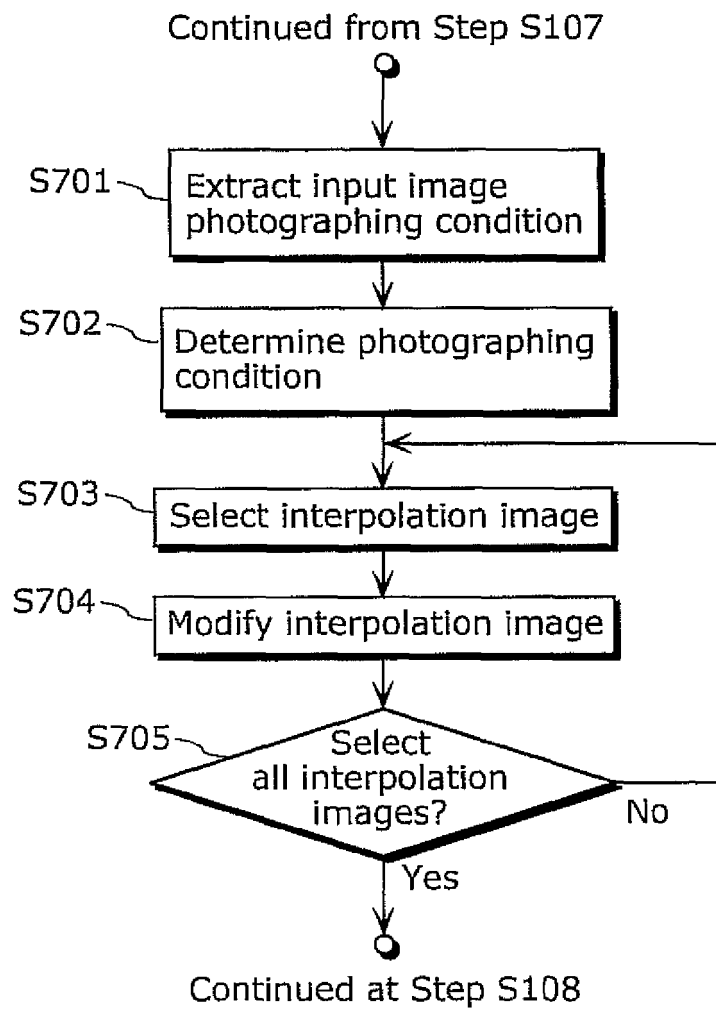 Continued from Step S107
S701
Extract input image
photographing condition
S702
Determine photographing
condition
S703
Select interpolation image
S704
Modify interpolation image
S705
Select
all interpolation
images?
No
Yes
Continued at Step S108